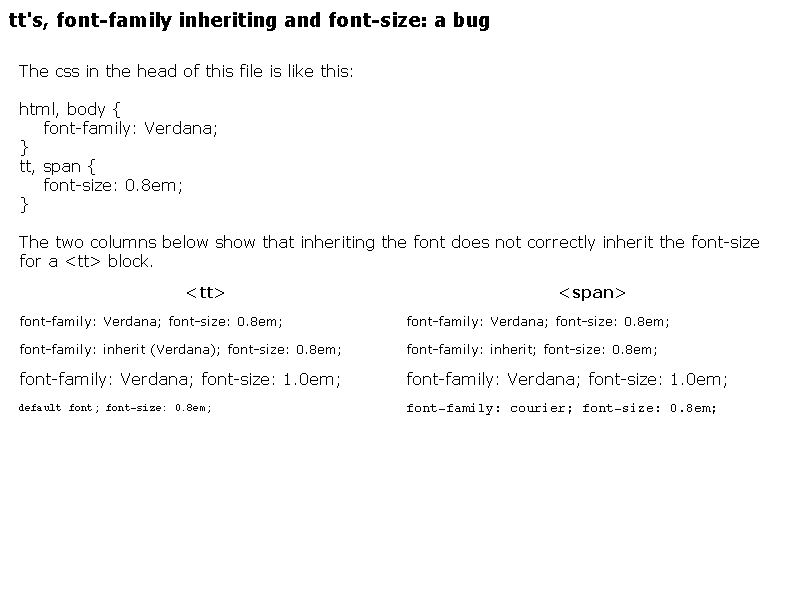 tt's, font-family inheriting and font-size: a bug
The css in the head of this file is like this:
html, body {
font-family: Verdana;
}
tt, span {
font-size: 0.8em;
}
The two columns below show that inheriting the font does not correctly inherit the font-size
for a <tt> block.
<tt> <span>
font-family: Verdana; font-size: 0.8em; font-family: Verdana; font-size: 0.8em;
font-family: inherit (Verdana); font-size: 0.8em; font-family: inherit; font-size: 0.8em;
font-family: Verdana; font-size: 1.0em; font-family: Verdana; font-size: 1.0em;
default font; font-size: 0.8em; font-family: courier; font-size: 0.8em;